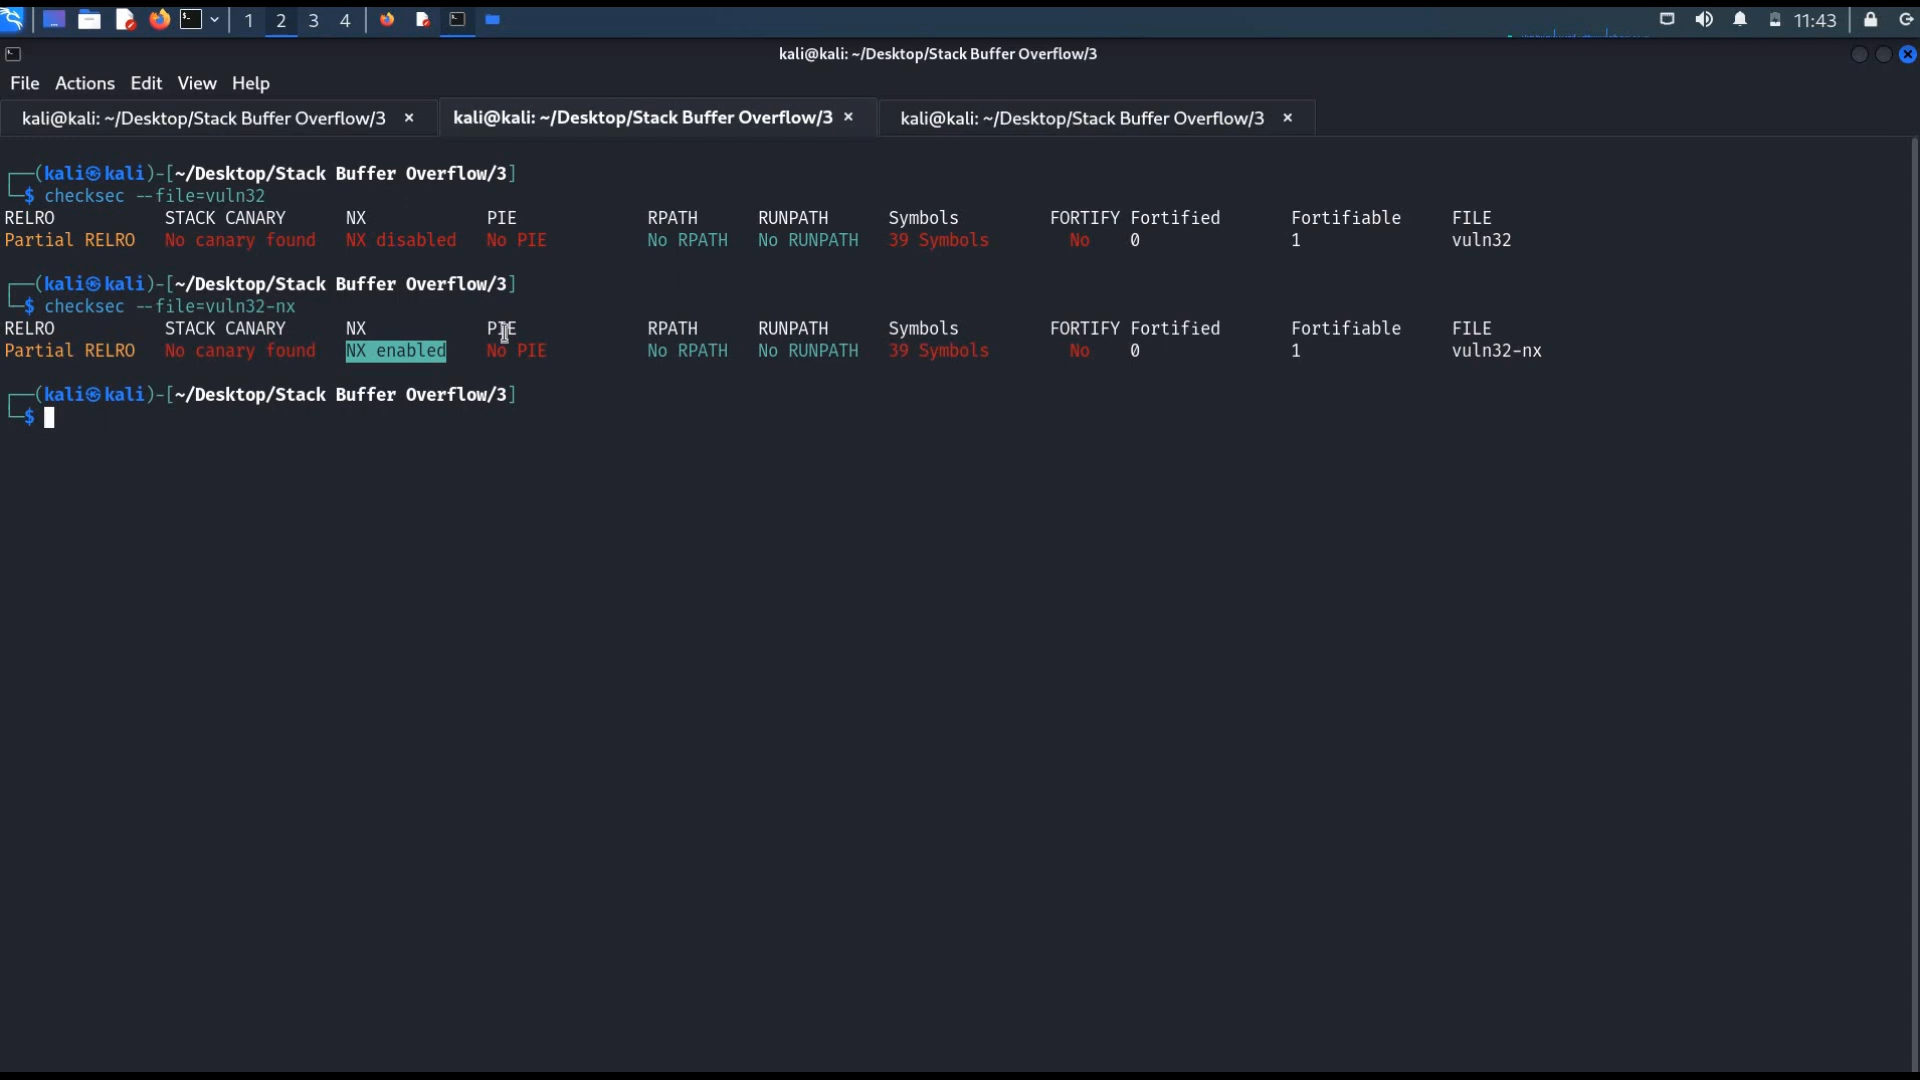 1 2 3 4 11:43
kali@kali: ~/Desktop/Stack Buffer Overflow/3
File Actions Edit View Help
kali@kali: ~/Desktop/Stack Buffer Overflow/3 × kali@kali: ~/Desktop/Stack Buffer Overflow/3 × kali@kali: ~/Desktop/Stack Buffer Overflow/3 ×
┌──(kali㉿kali)-[~/Desktop/Stack Buffer Overflow/3]
└─$ checksec --file=vuln32
RELRO STACK CANARY NX PIE RPATH RUNPATH Symbols FORTIFY Fortified Fortifiable FILE
Partial RELRO No canary found NX disabled No PIE No RPATH No RUNPATH 39 Symbols No 0 1 vuln32
┌──(kali㉿kali)-[~/Desktop/Stack Buffer Overflow/3]
└─$ checksec --file=vuln32-nx
RELRO STACK CANARY NX PIE RPATH RUNPATH Symbols FORTIFY Fortified Fortifiable FILE
Partial RELRO No canary found NX enabled No PIE No RPATH No RUNPATH 39 Symbols No 0 1 vuln32-nx
┌──(kali㉿kali)-[~/Desktop/Stack Buffer Overflow/3]
└─$